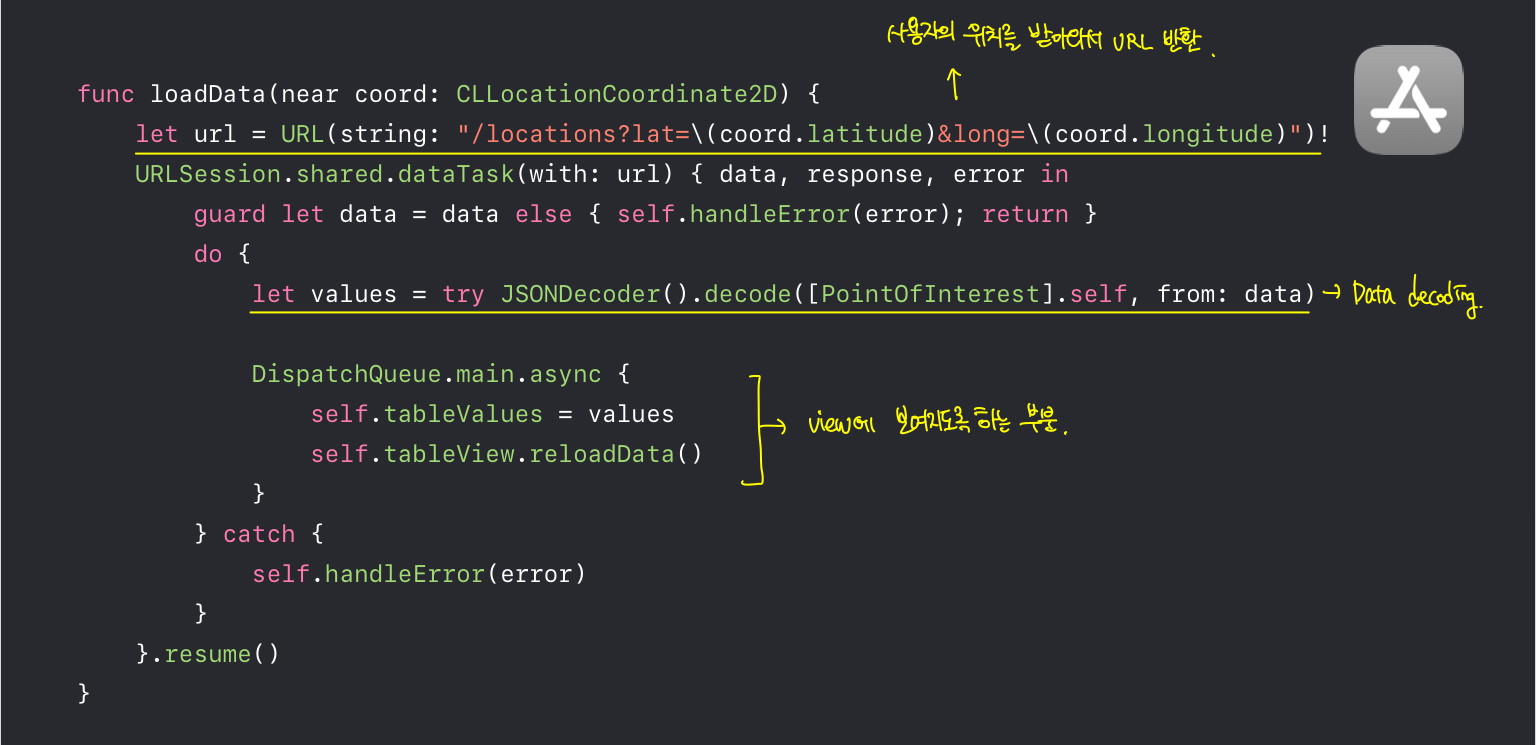 사용자의 위치를 받아와서 URL 반환.
func loadData(near coord: CLLocationCoordinate2D) {
let url = URL(string: "/locations?lat=\(coord.latitude)&long=\(coord.longitude)")!
URLSession.shared.dataTask(with: url) { data, response, error in
guard let data = data else { self.handleError(error); return }
do {
let values = try JSONDecoder().decode([PointOfInterest].self, from: data) → Data decoding.
DispatchQueue.main.async {
self.tableValues = values
view에 보여지도록 하는 부분.
self.tableView.reloadData()
}
} catch {
self.handleError(error)
}
}.resume()
}